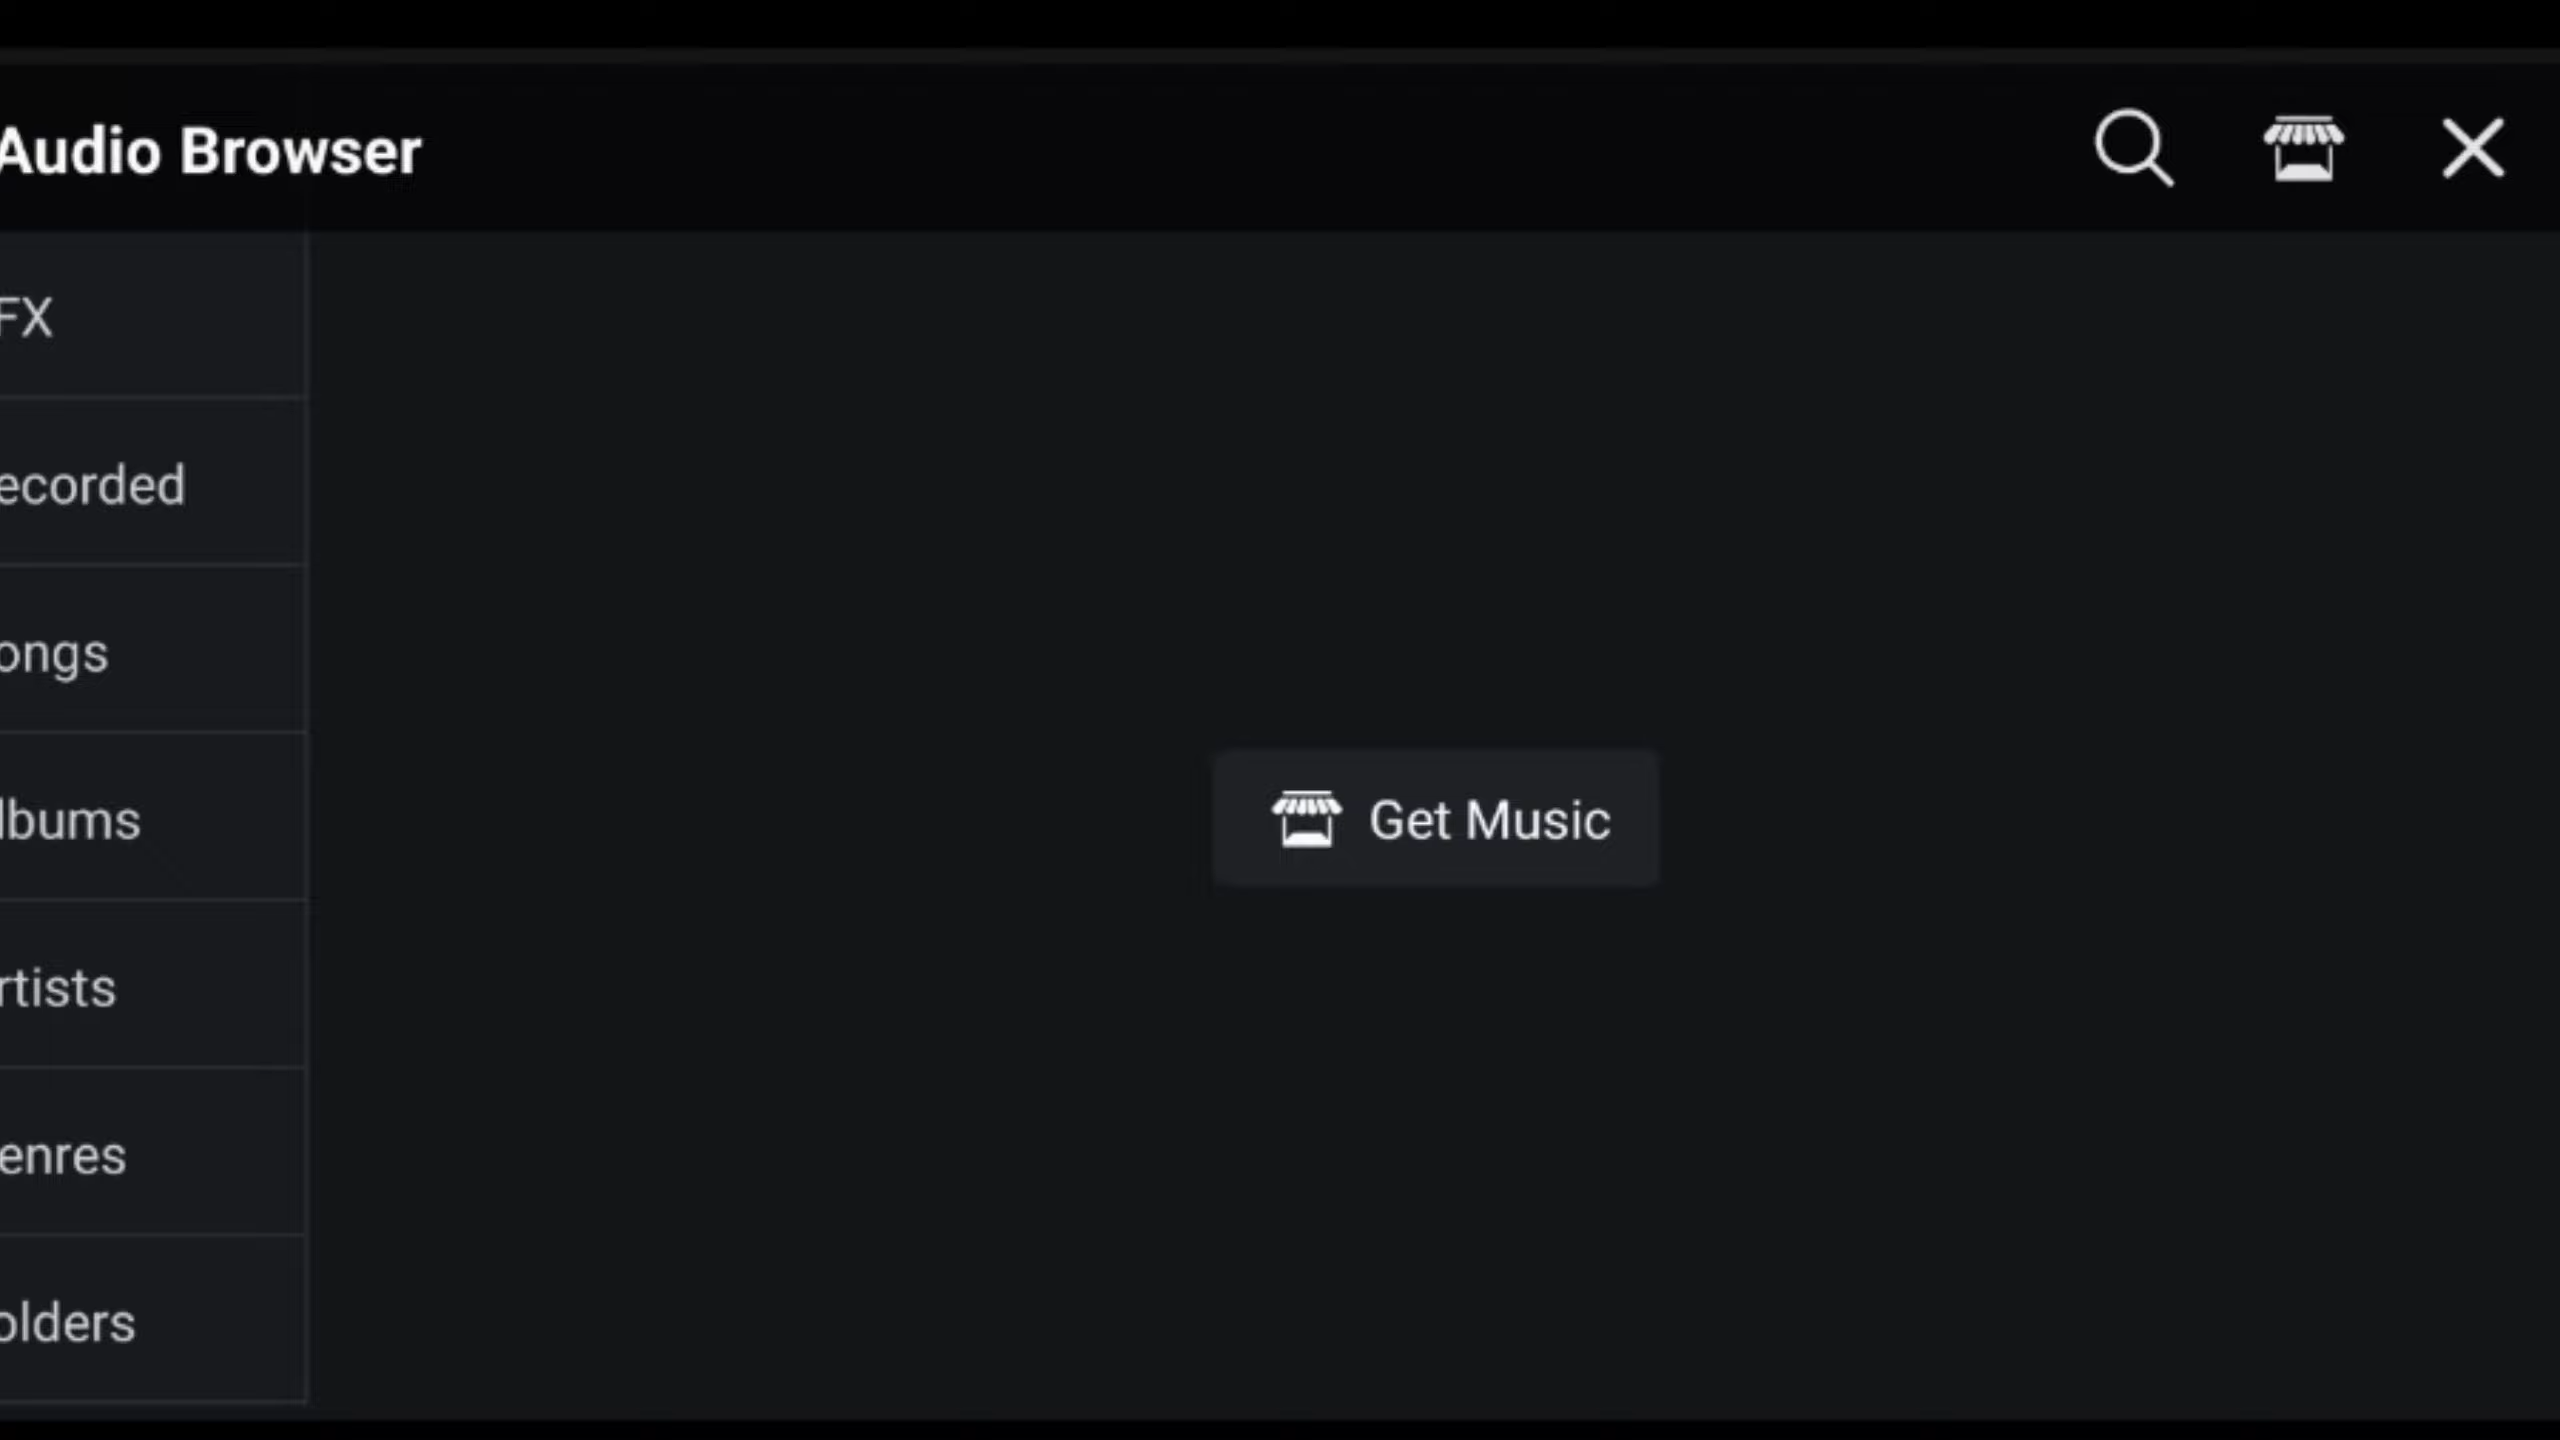 Audio Browser
FX
ecorded
ongs
lbums
Get Music
rtists
enres
olders